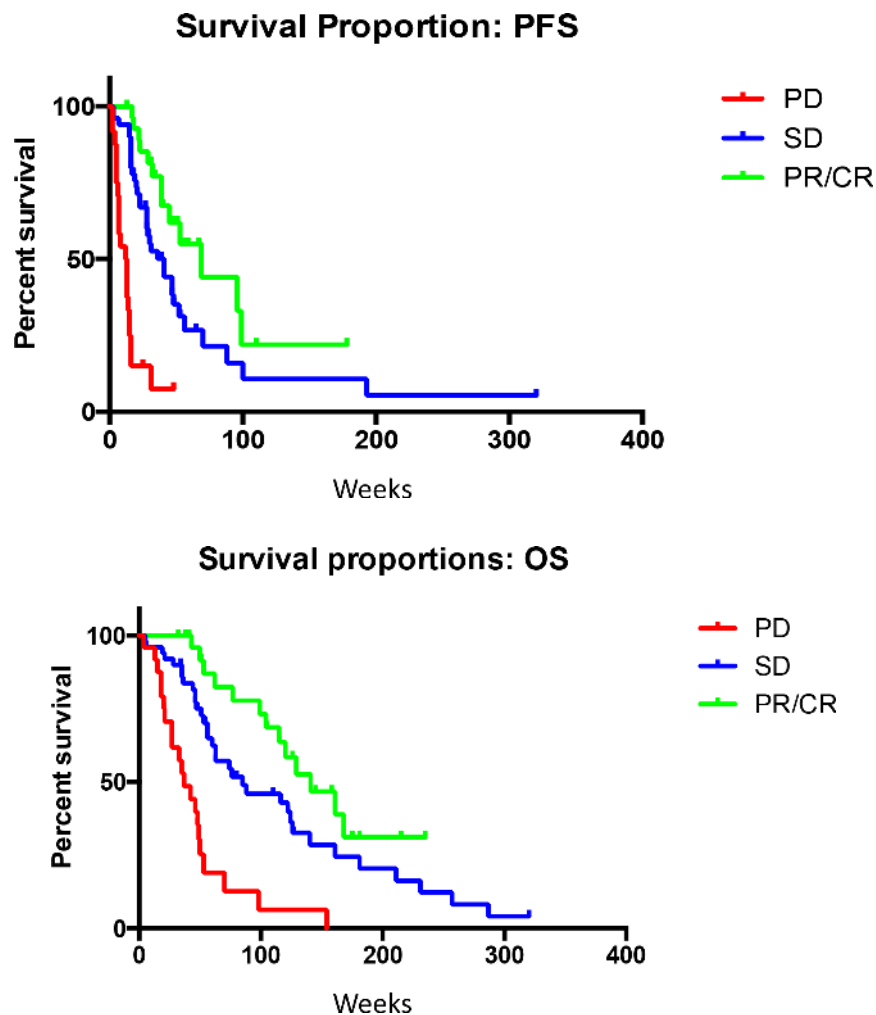 Survival Proportion: PFS
PD
SD
PR/CR
Percent survival
100
50
0
0 100 200 300 400
Weeks
Survival proportions: OS
PD
SD
PR/CR
Percent survival
100
50
0
0 100 200 300 400
Weeks